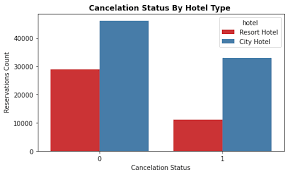 Cancelation Status By Hotel Type
hotel
Resort Hotel
City Hotel
Reservations Count
40000
30000
20000
10000
0
0
1
Cancelation Status